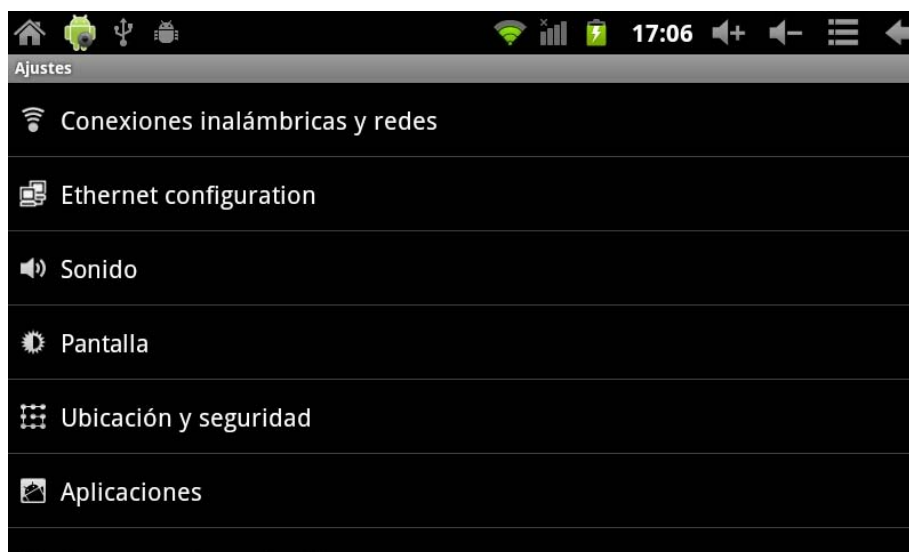 17:06
Ajustes
Conexiones inalámbricas y redes
Ethernet configuration
Sonido
Pantalla
Ubicación y seguridad
Aplicaciones